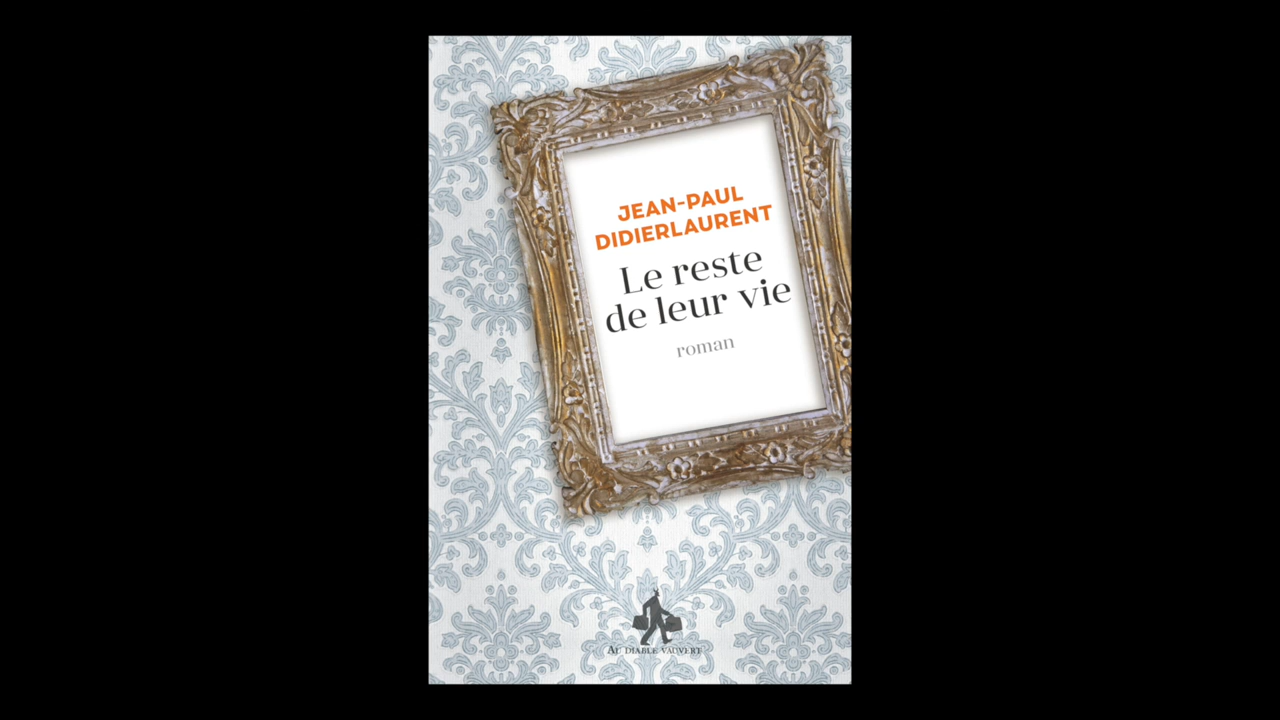 JEAN-PAUL
DIDIERLAURENT
Le reste
de leur vie
roman
AU DIABLE VAUVERT